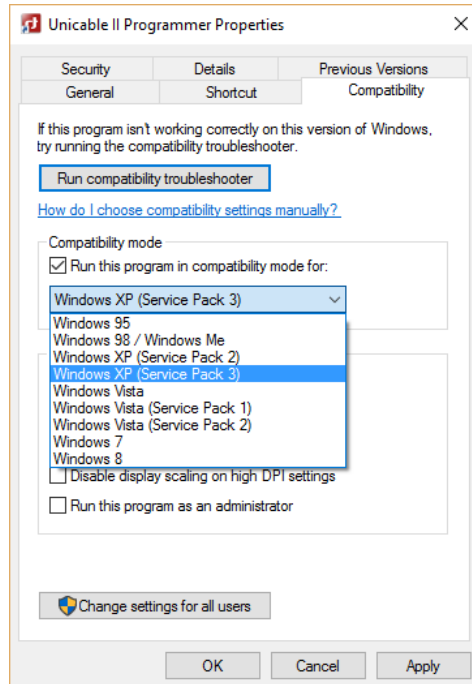 Unicable II Programmer Properties
Security Details Previous Versions
General Shortcut Compatibility
If this program isn't working correctly on this version of Windows,
try running the compatibility troubleshooter.
Run compatibility troubleshooter
How do I choose compatibility settings manually?
Compatibility mode
Run this program in compatibility mode for:
Windows XP (Service Pack 3)
Windows 95
Windows 98 / Windows Me
Windows XP (Service Pack 2)
Windows XP (Service Pack 3)
Windows Vista
Windows Vista (Service Pack 1)
Windows Vista (Service Pack 2)
Windows 7
Windows 8
Disable display scaling on high DPI settings
Run this program as an administrator
Change settings for all users
OK Cancel Apply